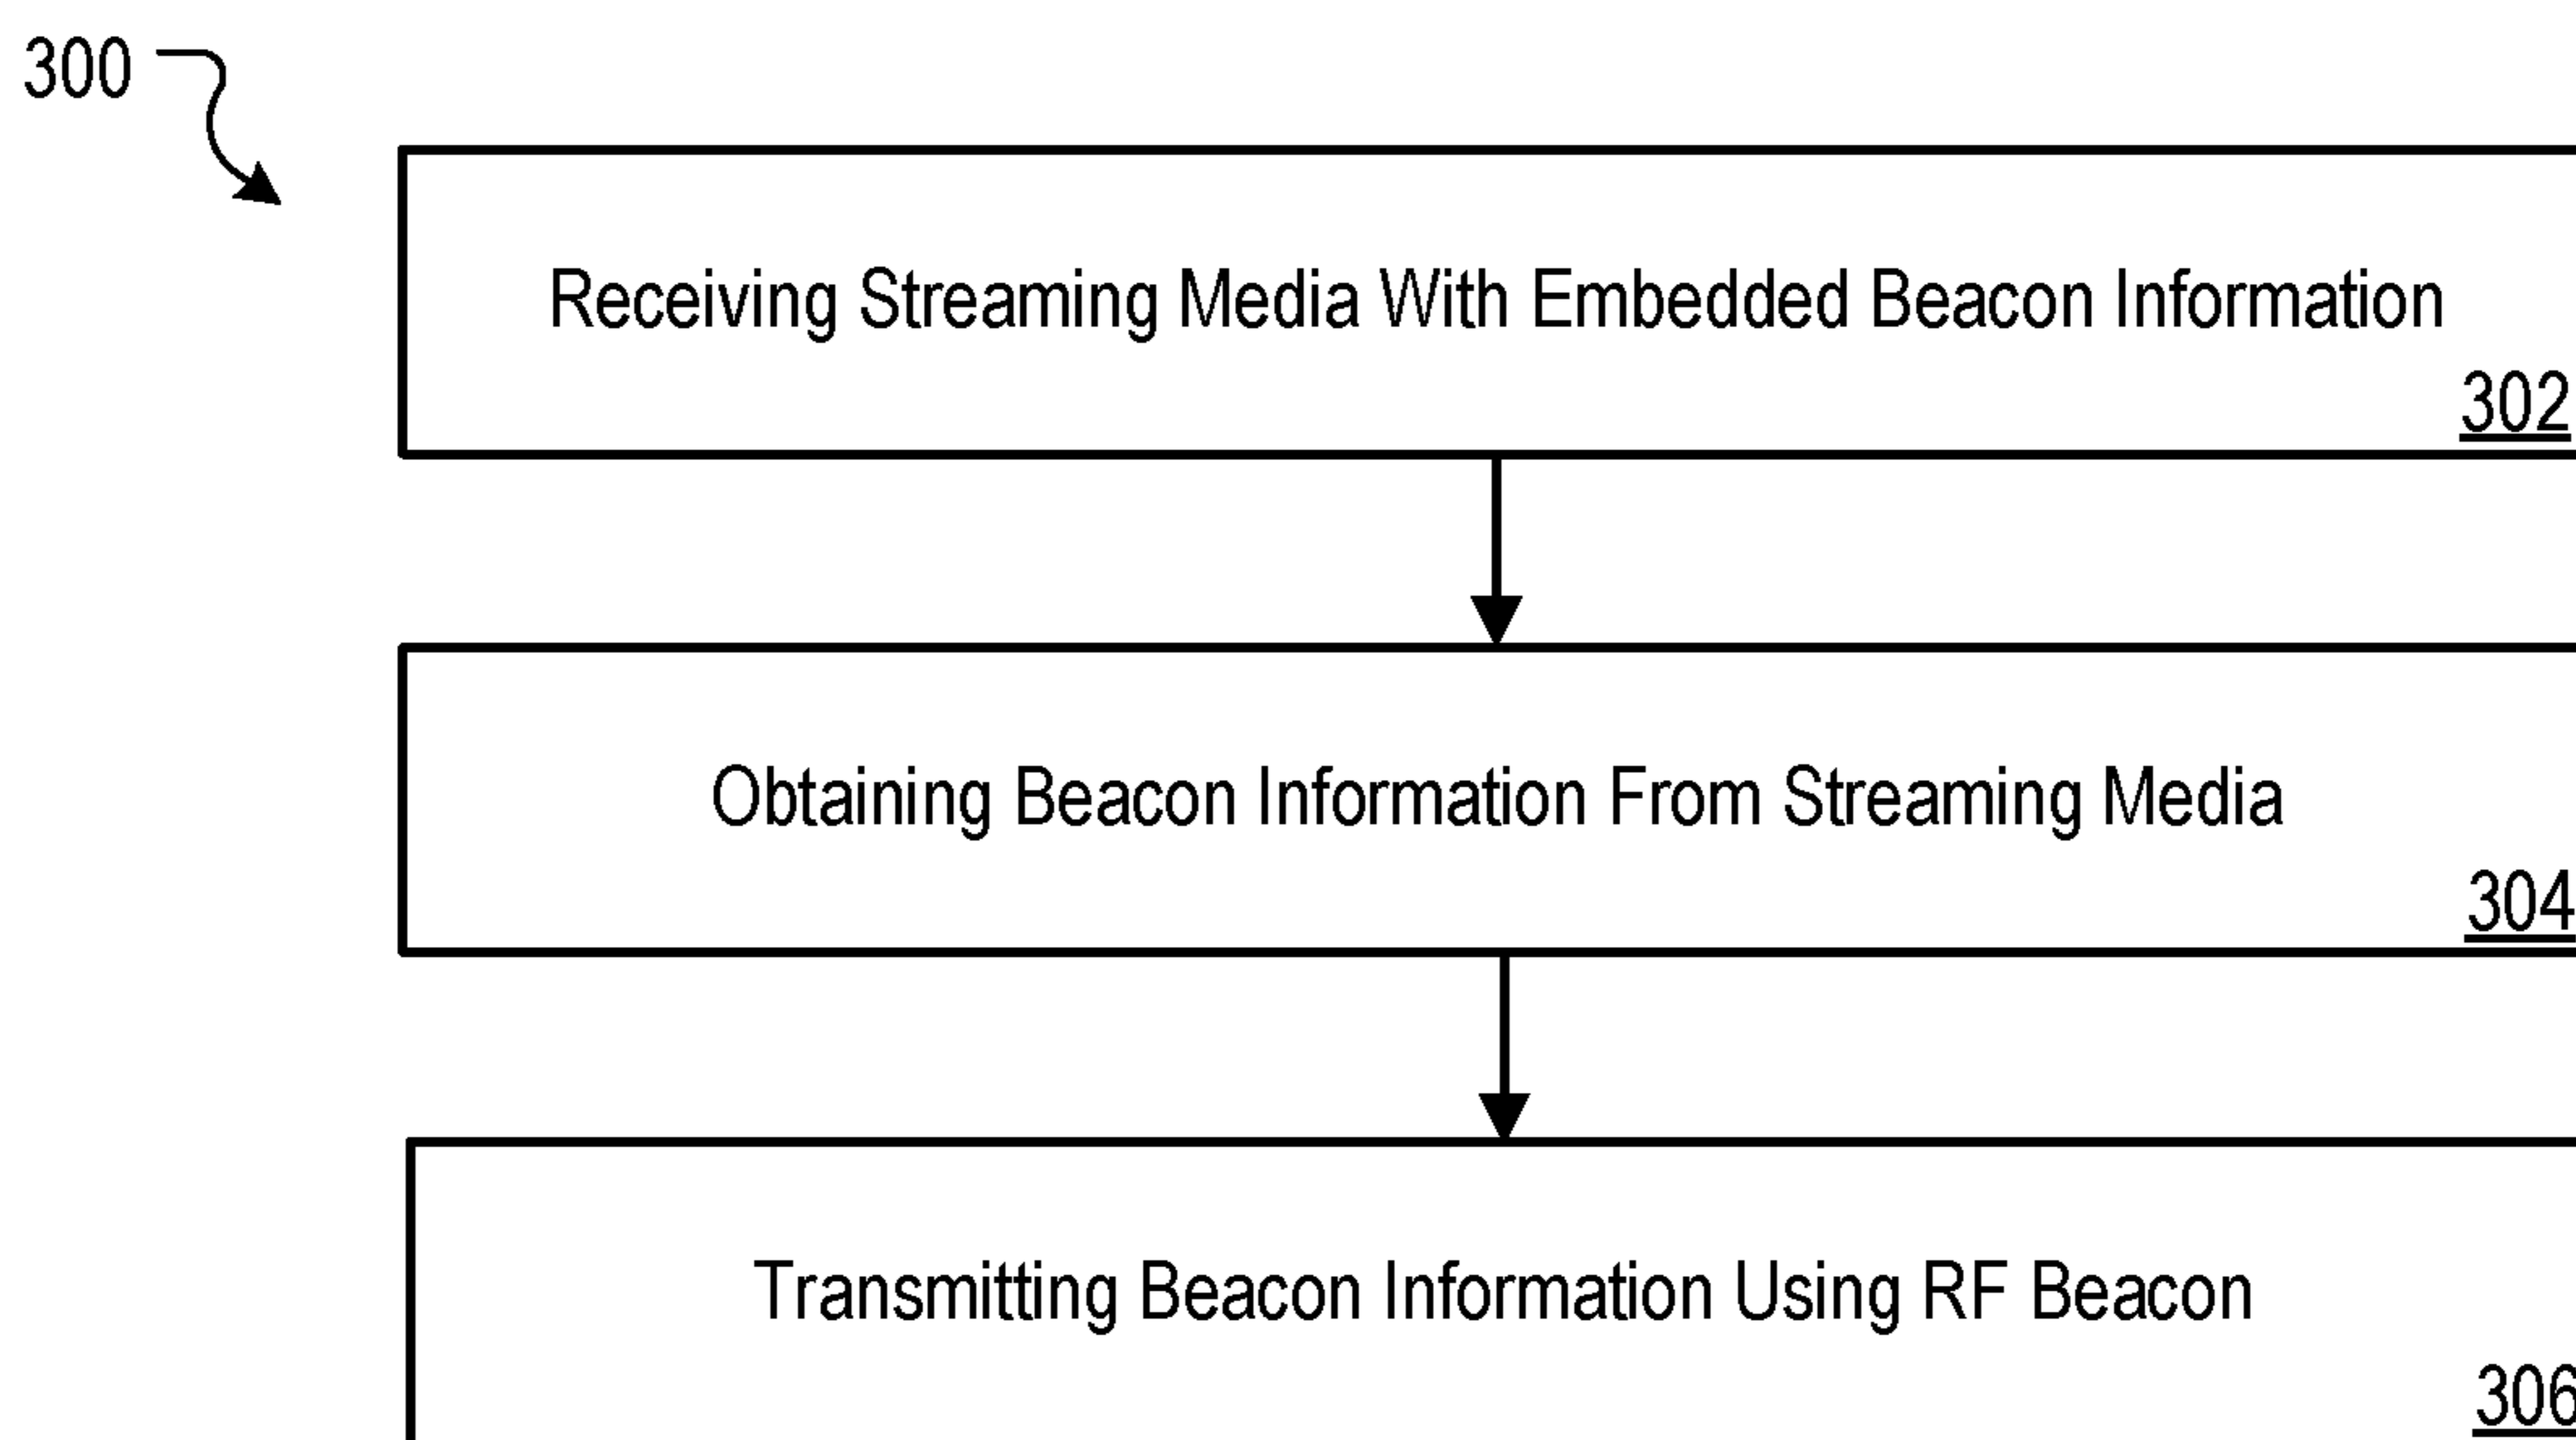 300
Receiving Streaming Media With Embedded Beacon Information
302
Obtaining Beacon Information From Streaming Media
304
Transmitting Beacon Information Using RF Beacon
306